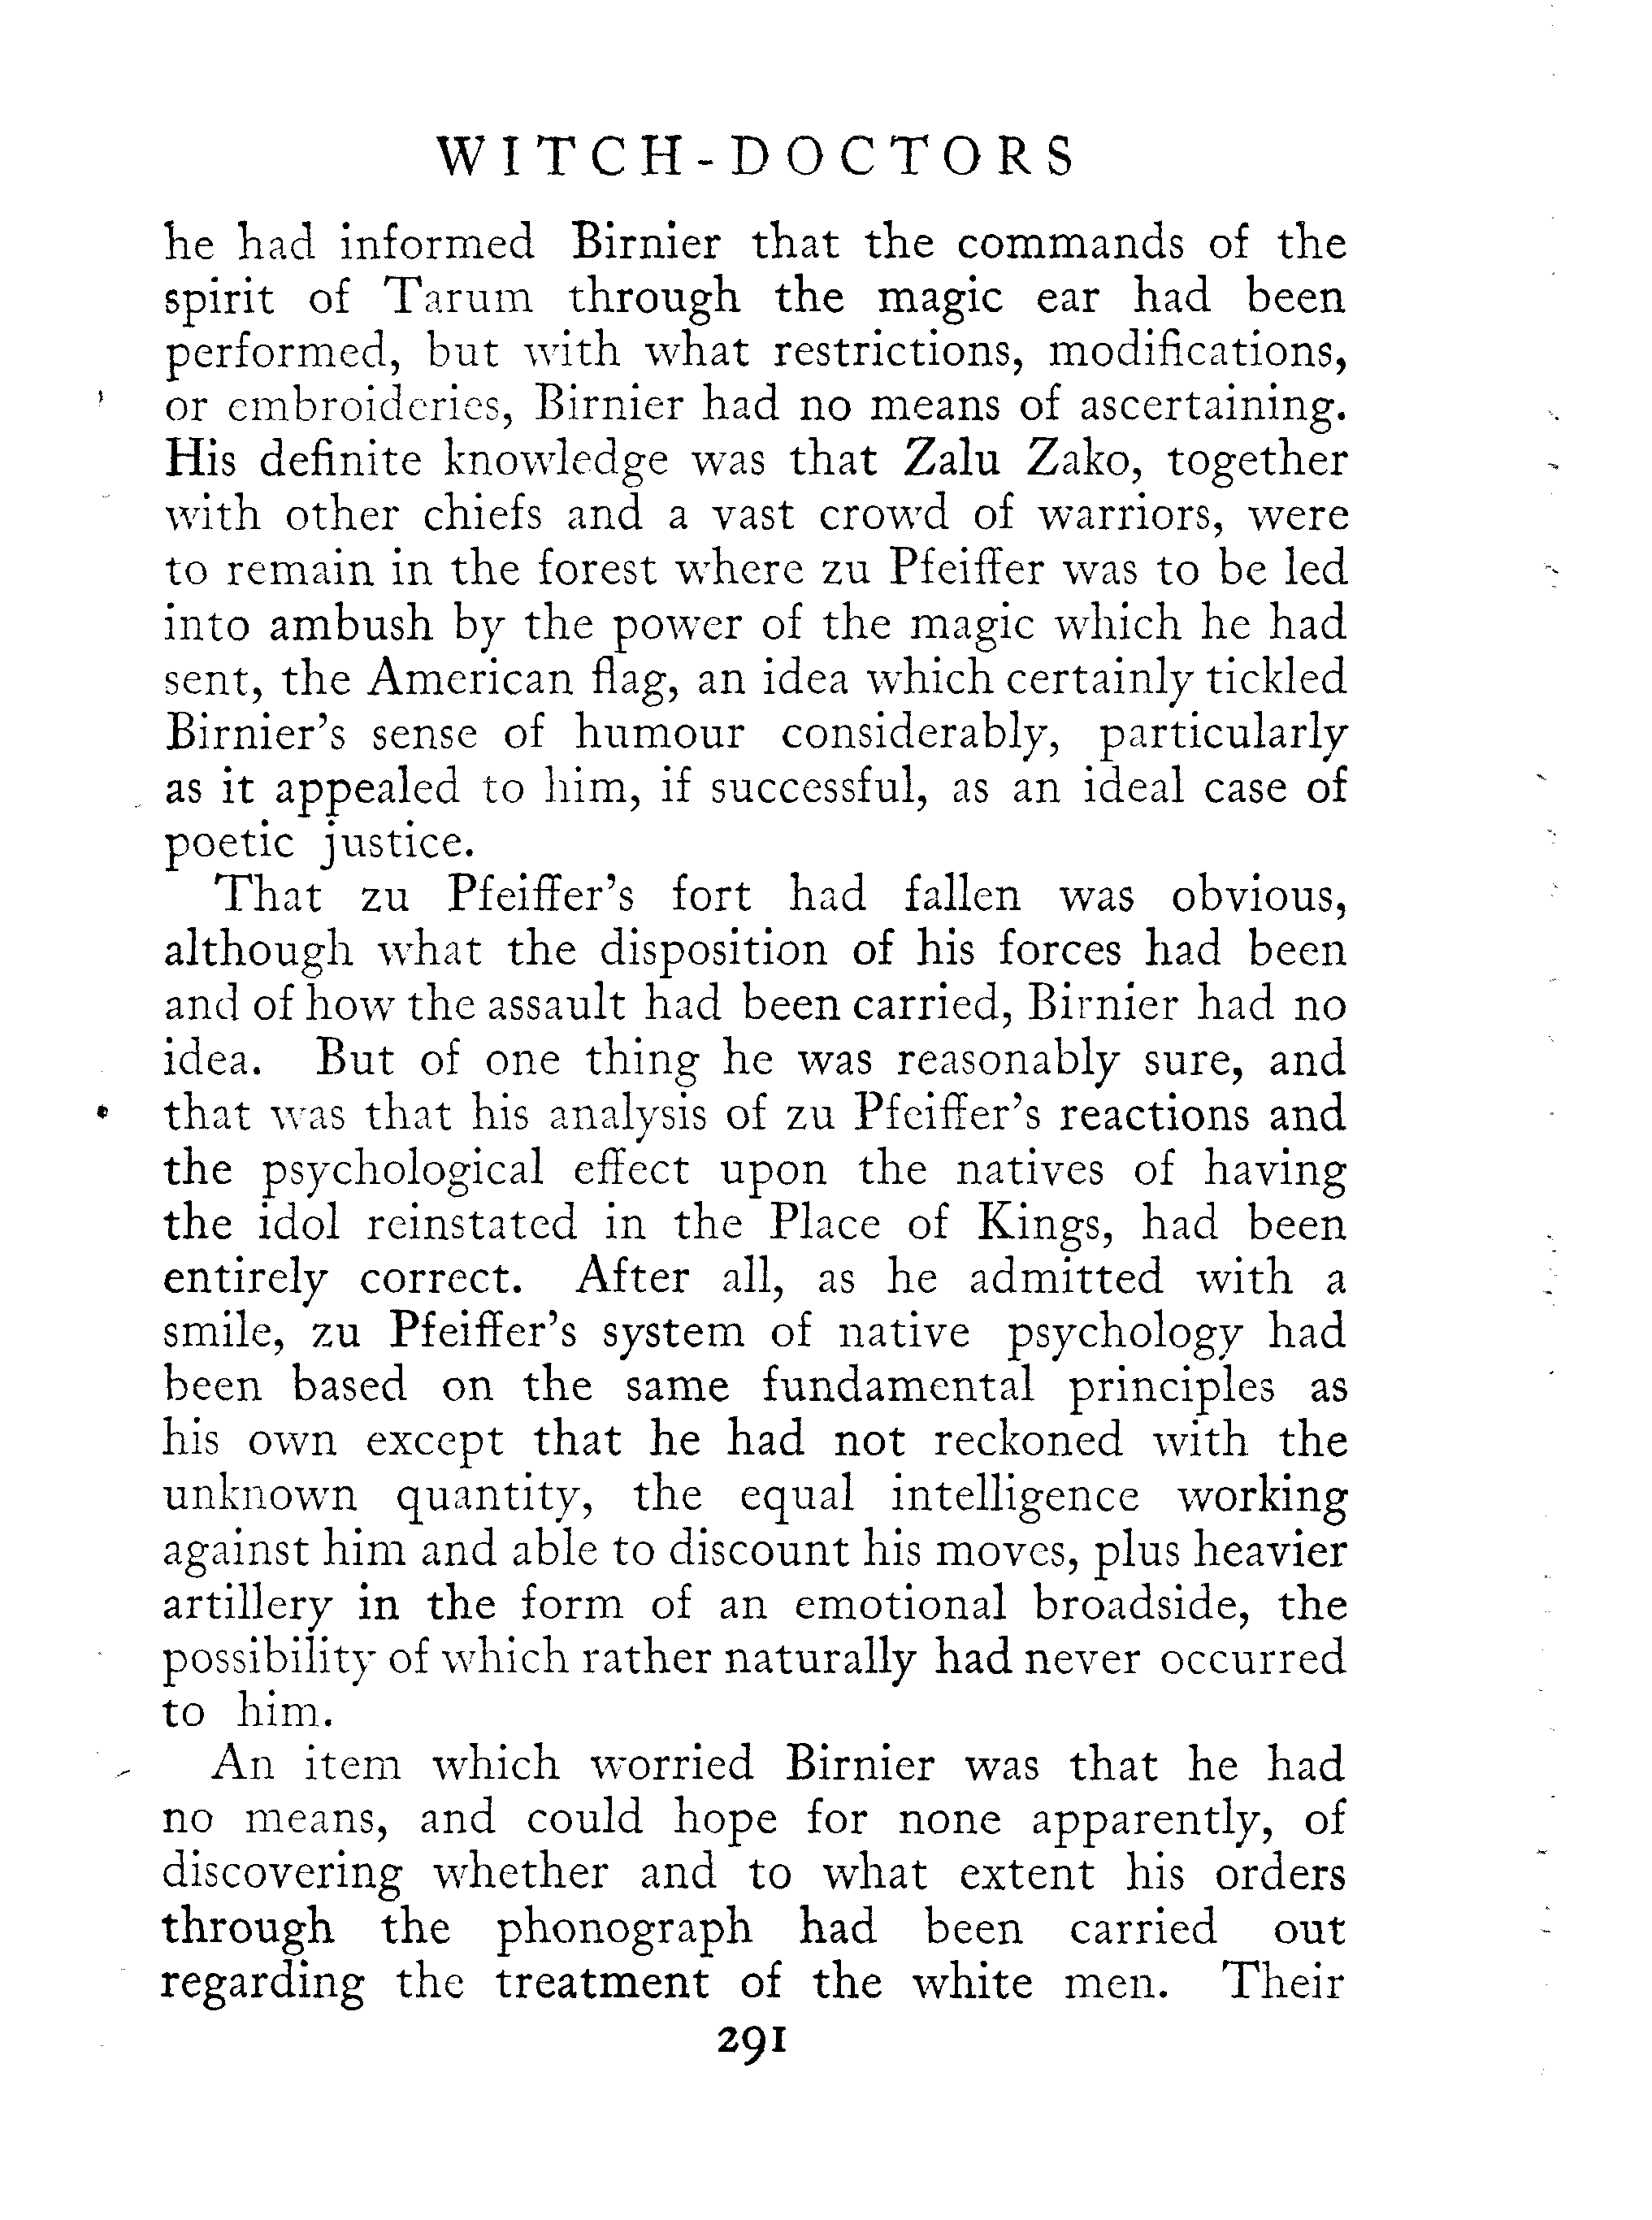 WITCH-DOCTORS
he had informed Birnier that the commands of the
spirit of Tarum through the magic ear had been
performed, but with what restrictions, modifications,
or embroideries, Birnier had no means of ascertaining.
His definite knowledge was that Zalu Zako, together
with other chiefs and a vast crowd of warriors, were
to remain in the forest where zu Pfeiffer was to be led
into ambush by the power of the magic which he had
sent, the American flag, an idea which certainly tickled
Birnier's sense of humour considerably, particularly
as it appealed to him, if successful, as an ideal case of
poetic justice.
That zu Pfeiffer's fort had fallen was obvious,
although what the disposition of his forces had been
and of how the assault had been carried, Birnier had no
idea. But of one thing he was reasonably sure, and
that was that his analysis of zu Pfeiffer's reactions and
the psychological effect upon the natives of having
the idol reinstated in the Place of Kings, had been
entirely correct. After all, as he admitted with a
smile, zu Pfeiffer's system of native psychology had
been based on the same fundamental principles as
his own except that he had not reckoned with the
unknown quantity, the equal intelligence working
against him and able to discount his moves, plus heavier
artillery in the form of an emotional broadside, the
possibility of which rather naturally had never occurred
to him.
An item which worried Birnier was that he had
no means, and could hope for none apparently, of
discovering whether and to what extent his orders
through the phonograph had been carried out
regarding the treatment of the white men. Their
291